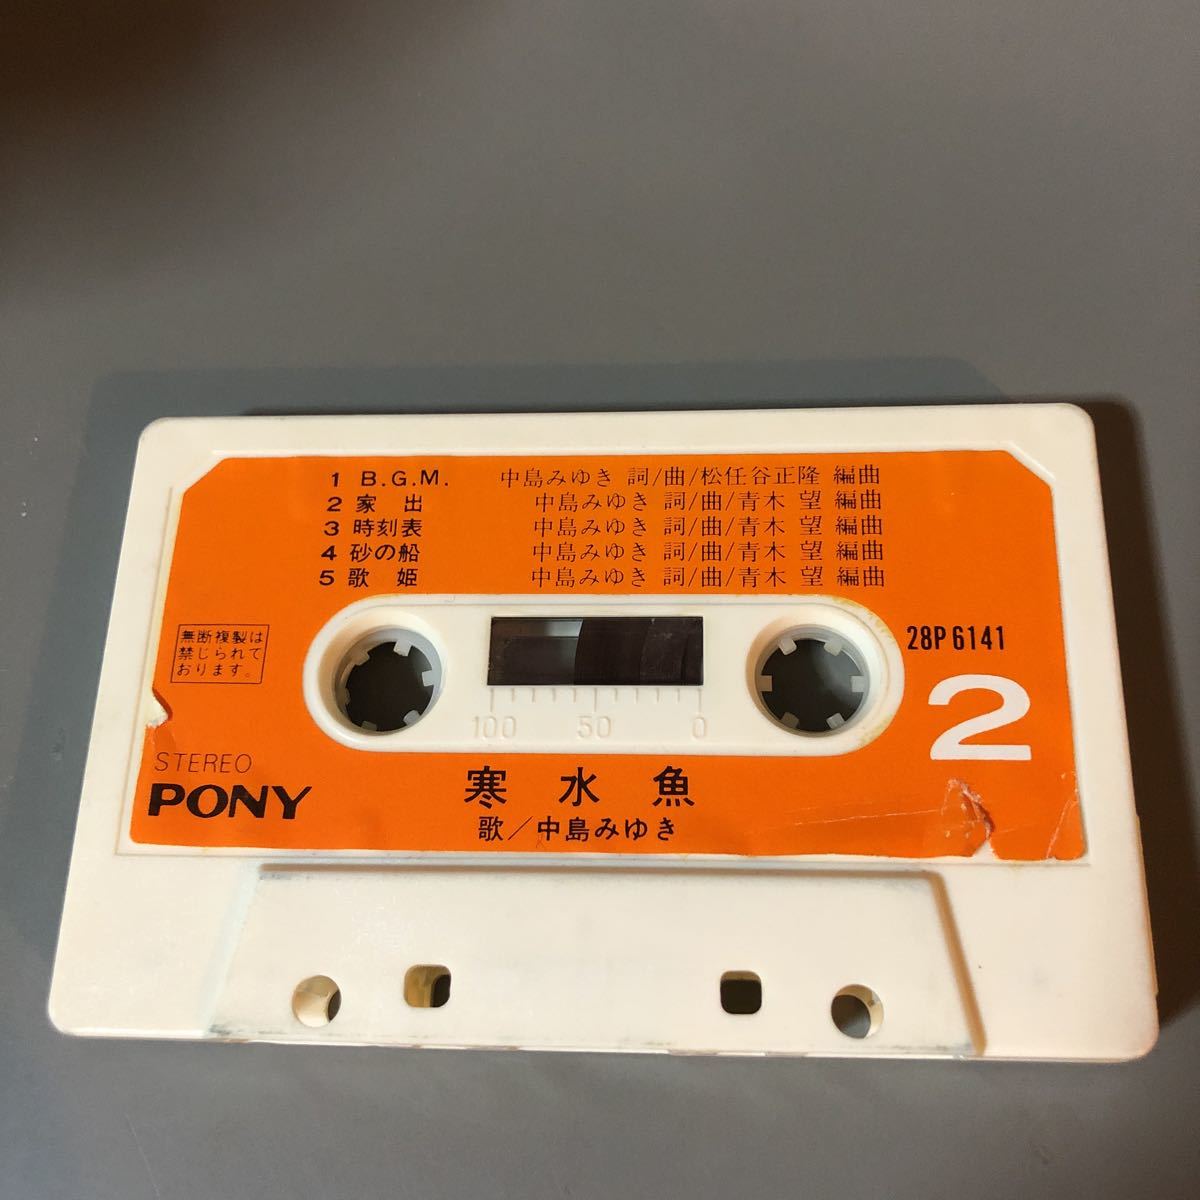 1 B.G.M. 中島みゆき 詞/曲/松任谷正隆 編曲
2 家 出 中島みゆき 詞/曲/青木 望 編曲
3 時刻表 中島みゆき 詞/曲/青木 望 編曲
4 砂の船 中島みゆき 詞/曲/青木 望 編曲
5 歌 姫 中島みゆき 詞/曲/青木 望 編曲
無断複製は
禁じられて
おります。
28P6141
2
100 50 0
STEREO
PONY
寒水魚
歌/中島みゆき